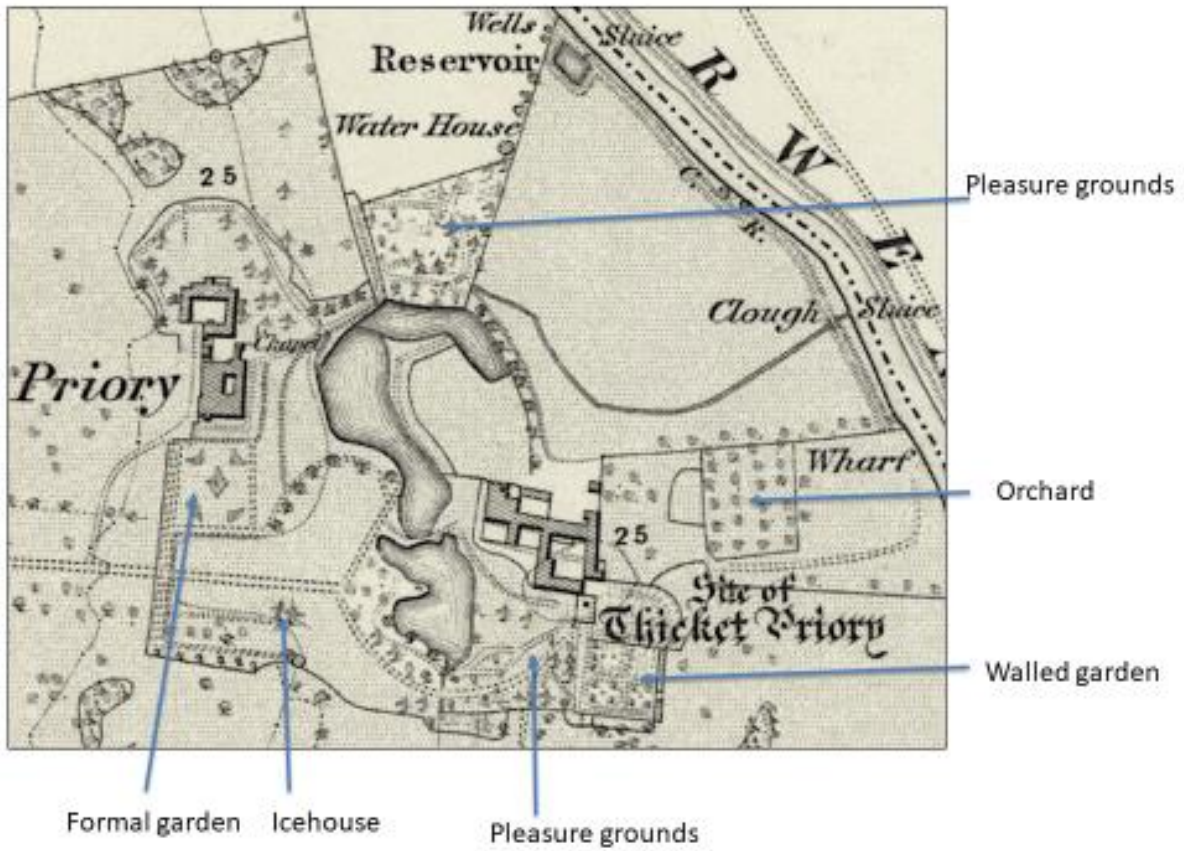 Wells
Sluice
Reservoir
R
Water House
W
25
Pleasure grounds
C. R.
E
Clough
Sluice
Chapel
Priory
Wharf
Orchard
25
Site of
Thicket Priory
Walled garden
Formal garden
Icehouse
Pleasure grounds